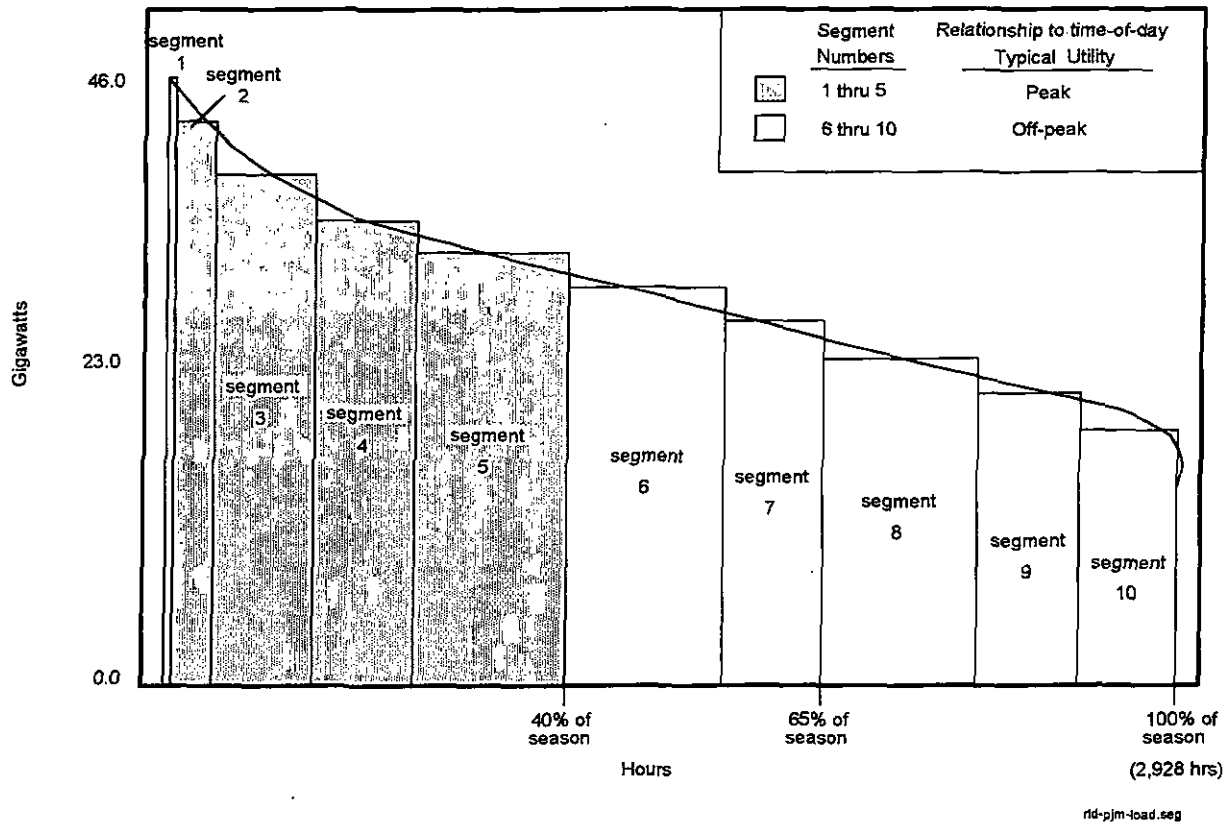 segment
1
segment
2
Segment
Numbers
Relationship to time-of-day
Typical Utility
1 thru 5
Peak
6 thru 10
Off-peak
46.0
23.0
0.0
Gigawatts
segment
3
segment
4
segment
5
segment
6
segment
7
segment
8
segment
9
segment
10
40% of
season
65% of
season
100% of
season
Hours
(2,928 hrs)
rld-pjm-load.seg